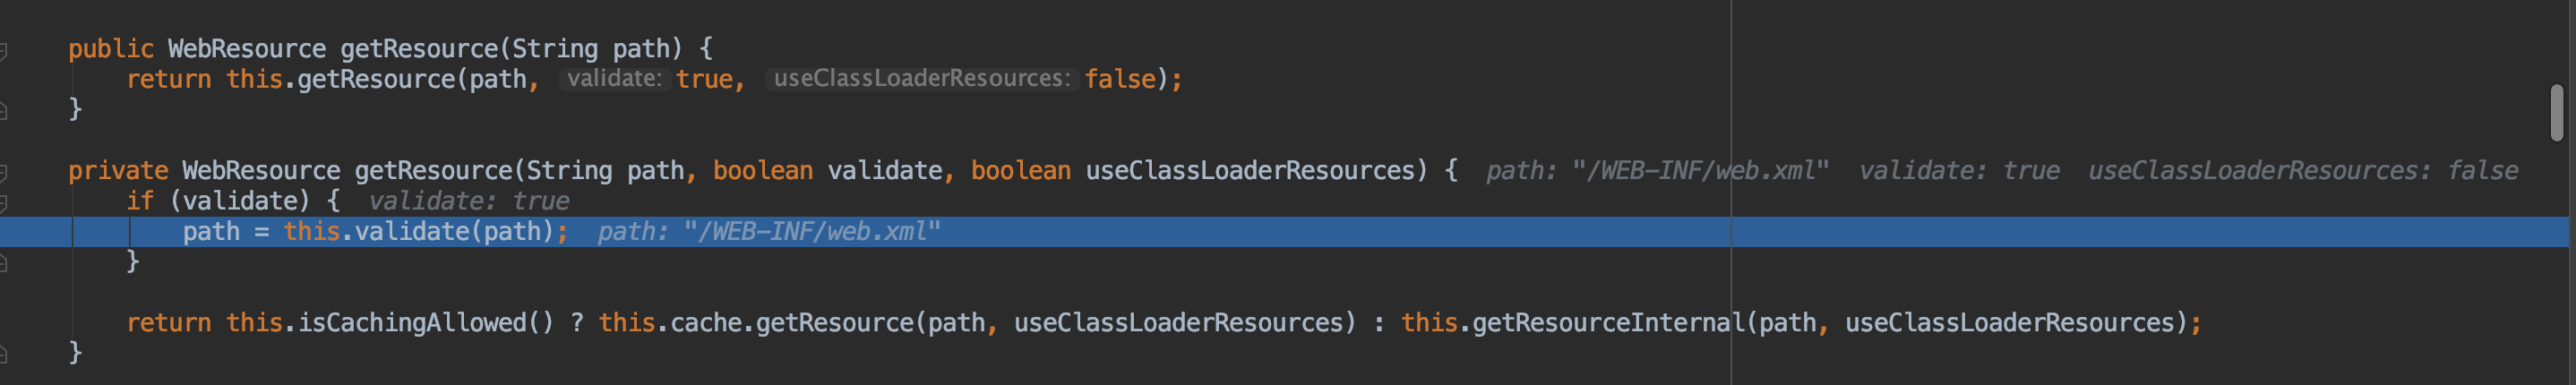 public WebResource getResource(String path) {
return this.getResource(path, validate: true, useClassLoaderResources: false);
}
private WebResource getResource(String path, boolean validate, boolean useClassLoaderResources) { path: "/WEB-INF/web.xml" validate: true useClassLoaderResources: false
if (validate) { validate: true
path = this.validate(path); path: "/WEB-INF/web.xml"
}
return this.isCachingAllowed() ? this.cache.getResource(path, useClassLoaderResources) : this.getResourceInternal(path, useClassLoaderResources);
}